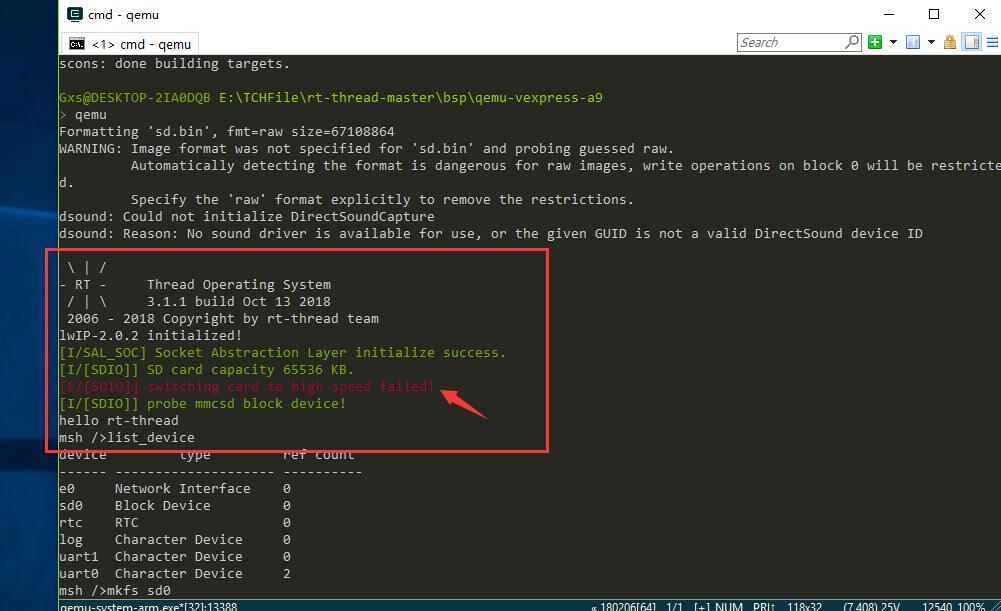 cmd - qemu
<1> cmd - qemu
Search
scons: done building targets.
Gxs@DESKTOP-2IA0DQB E:\TCHFile\rt-thread-master\bsp\qemu-vexpress-a9
> qemu
Formatting 'sd.bin', fmt=raw size=67108864
WARNING: Image format was not specified for 'sd.bin' and probing guessed raw.
         Automatically detecting the format is dangerous for raw images, write operations on block 0 will be restricte
d.
         Specify the 'raw' format explicitly to remove the restrictions.
dsound: Could not initialize DirectSoundCapture
dsound: Reason: No sound driver is available for use, or the given GUID is not a valid DirectSound device ID
 \ | /
- RT -     Thread Operating System
 / | \     3.1.1 build Oct 13 2018
 2006 - 2018 Copyright by rt-thread team
lwIP-2.0.2 initialized!
[I/SAL_SOC] Socket Abstraction Layer initialize success.
[I/[SDIO]] SD card capacity 65536 KB.
[E/[SDIO]] switching card to high speed failed!
[I/[SDIO]] probe mmcsd block device!
hello rt-thread
msh />list_device
device         type         ref count
------ -------------------- ----------
e0     Network Interface    0
sd0    Block Device         0
rtc    RTC                  0
log    Character Device     0
uart1  Character Device     0
uart0  Character Device     2
msh />mkfs sd0
qemu-system-arm.exe*[32]:13388
« 180206[64] 1/1 [+] NUM PRI↕ 118x32 (7,408) 25V 12540 100%